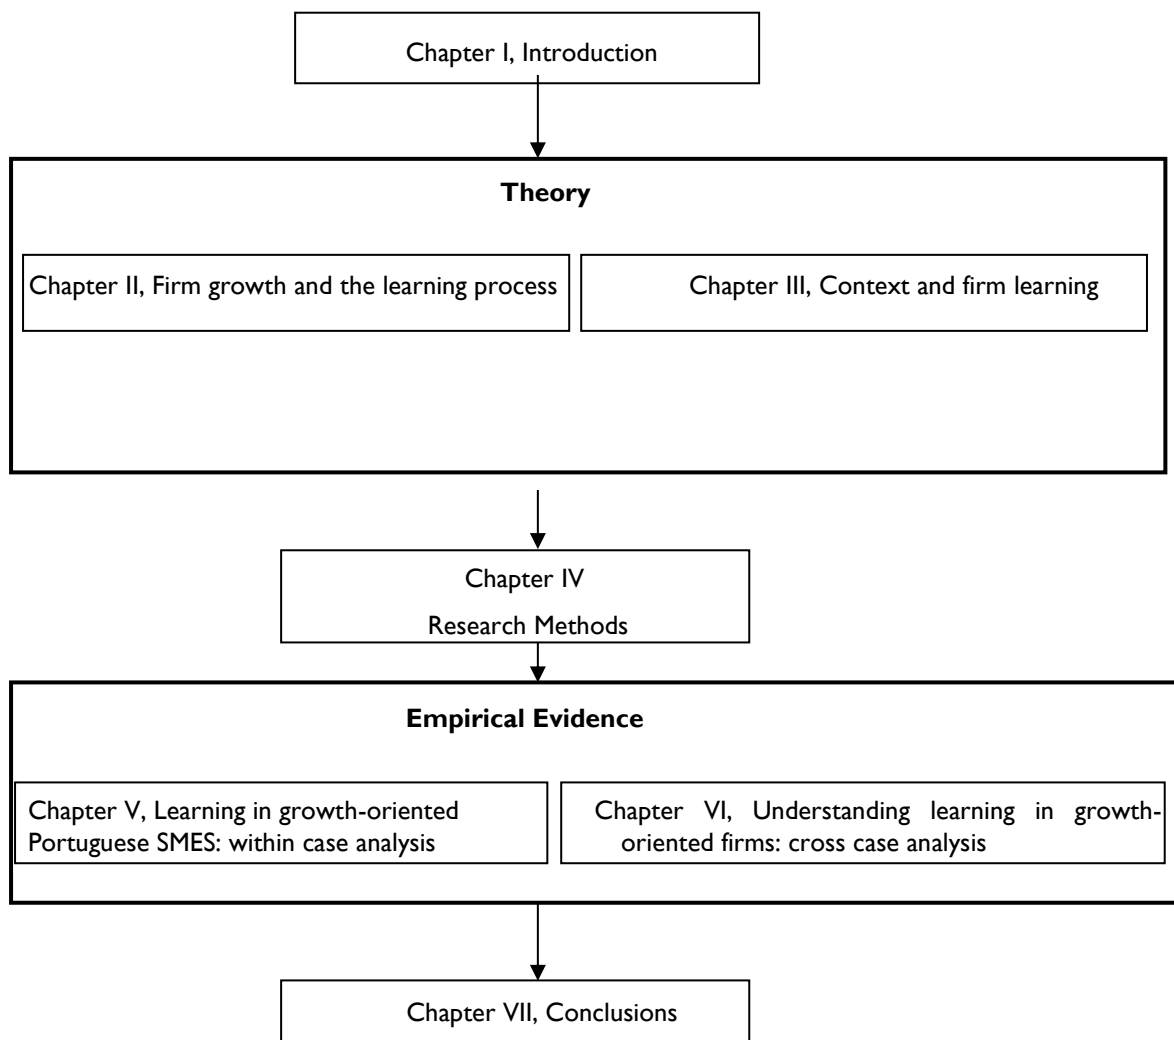 Chapter I, Introduction
Theory
Chapter II, Firm growth and the learning process
Chapter III, Context and firm learning
Chapter IV
Research Methods
Empirical Evidence
Chapter V, Learning in growth-oriented
Portuguese SMES: within case analysis
Chapter VI, Understanding learning in growth-
oriented firms: cross case analysis
Chapter VII, Conclusions